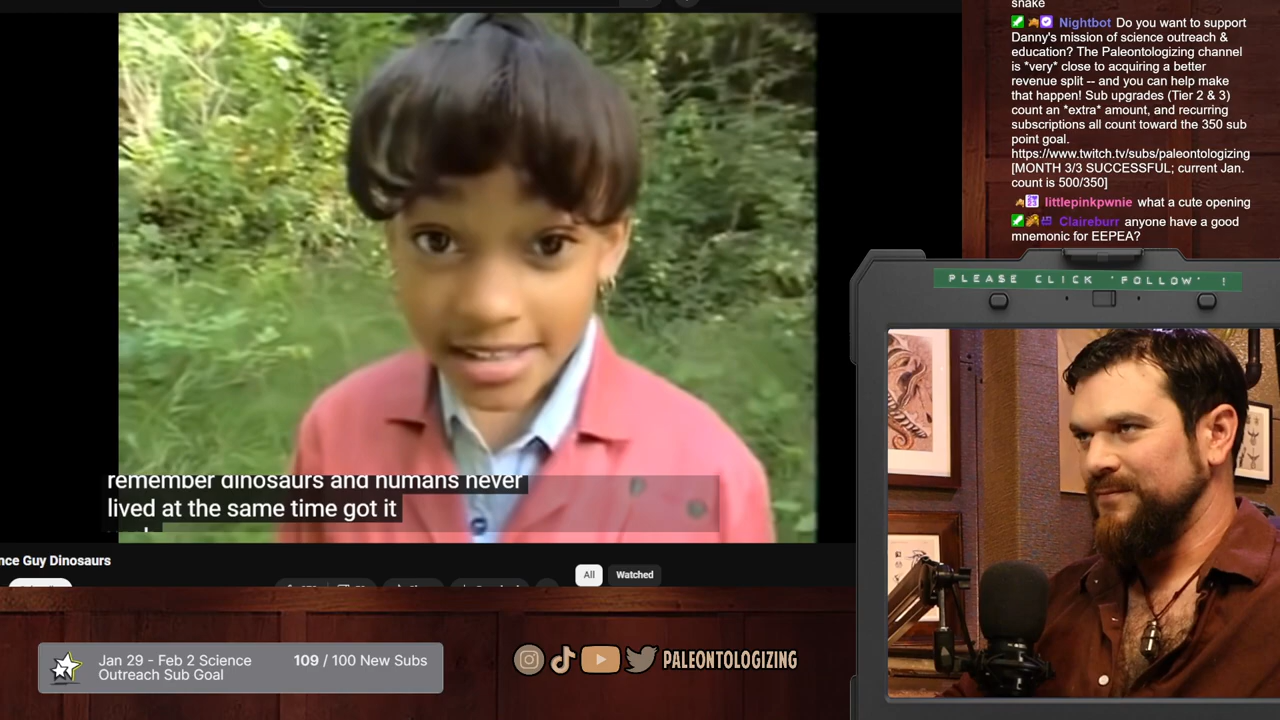 snake
Nightbot Do you want to support
Danny's mission of science outreach &
education? The Paleontologizing channel
is *very* close to acquiring a better
revenue split -- and you can help make
that happen! Sub upgrades (Tier 2 & 3)
count an *extra* amount, and recurring
subscriptions all count toward the 350 sub
point goal.
https://www.twitch.tv/subs/paleontologizing
[MONTH 3/3 SUCCESSFUL; current Jan.
count is 500/350]
littlepinkpwnie what a cute opening
Claireburr anyone have a good
mnemonic for EEPEA?
PLEASE CLICK 'FOLLOW' !
remember dinosaurs and humans never
lived at the same time got it
nce Guy Dinosaurs
All Watched
Jan 29 - Feb 2 Science 109 / 100 New Subs
Outreach Sub Goal
PALEONTOLOGIZING